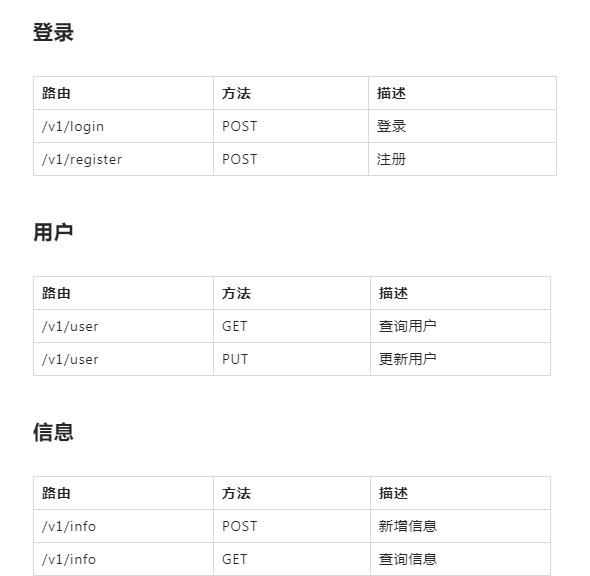 登录
路由 方法 描述
/v1/login POST 登录
/v1/register POST 注册
用户
路由 方法 描述
/v1/user GET 查询用户
/v1/user PUT 更新用户
信息
路由 方法 描述
/v1/info POST 新增信息
/v1/info GET 查询信息